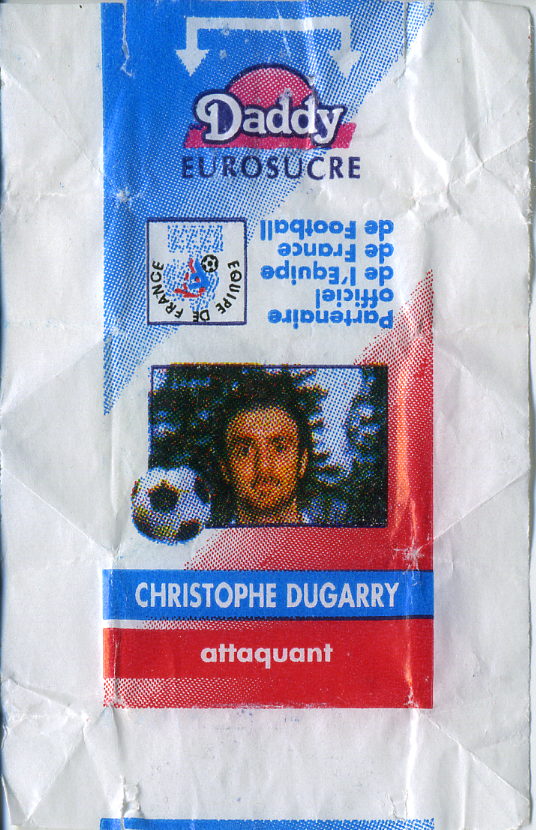 Daddy
EUROSUCRE
Partenaire
officiel
de l'Equipe
de France
de Football
EQUIPE DE FRANCE
CHRISTOPHE DUGARRY
attaquant